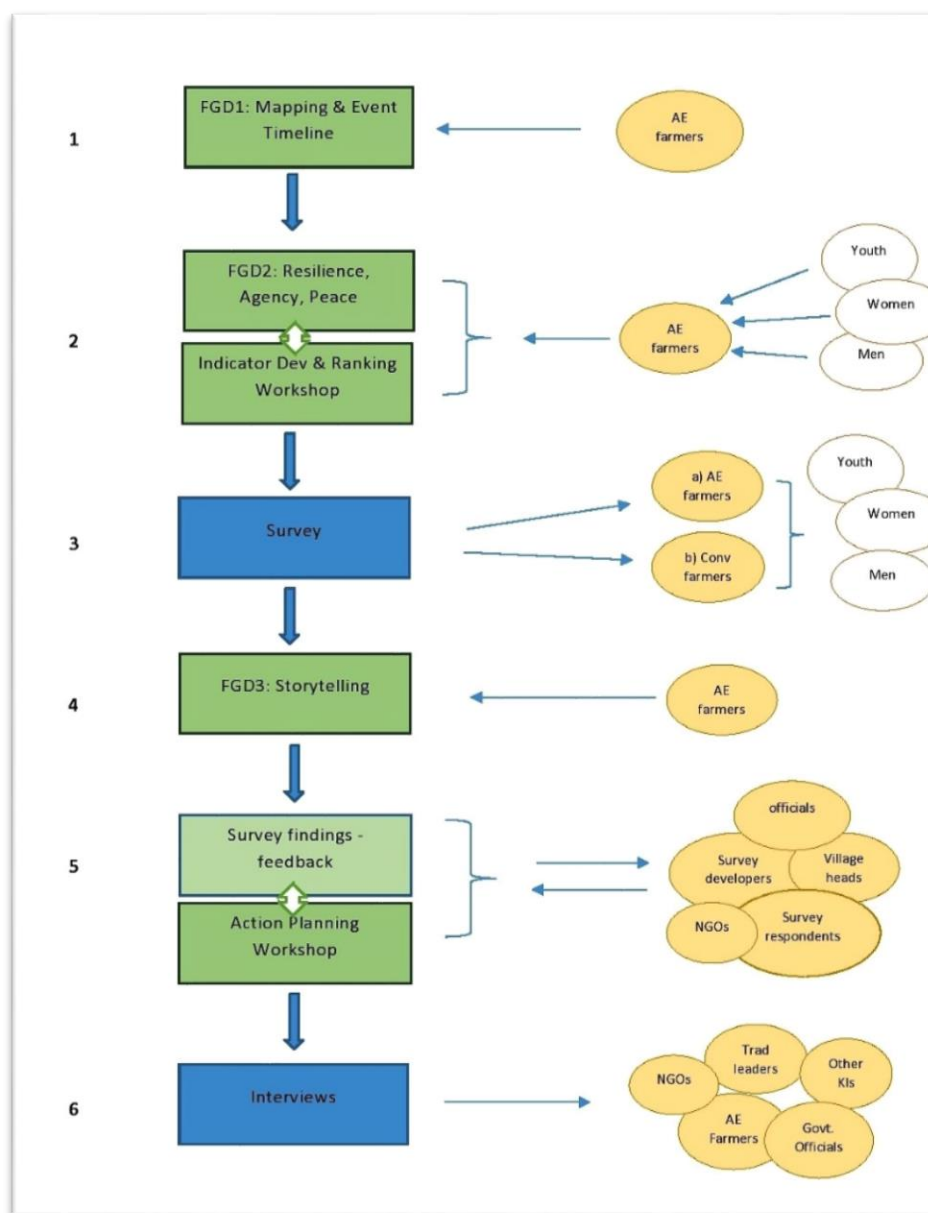 1
FGD1: Mapping & Event
Timeline
AE
farmers
2
FGD2: Resilience,
Agency, Peace
Indicator Dev & Ranking
Workshop
AE
farmers
Youth
Women
Men
3
Survey
a) AE
farmers
b) Conv
farmers
Youth
Women
Men
4
FGD3: Storytelling
AE
farmers
5
Survey findings -
feedback
Action Planning
Workshop
officials
Survey
developers
Village
heads
NGOs
Survey
respondents
6
Interviews
NGOs
Trad
leaders
Other
KIs
AE
Farmers
Govt.
Officials